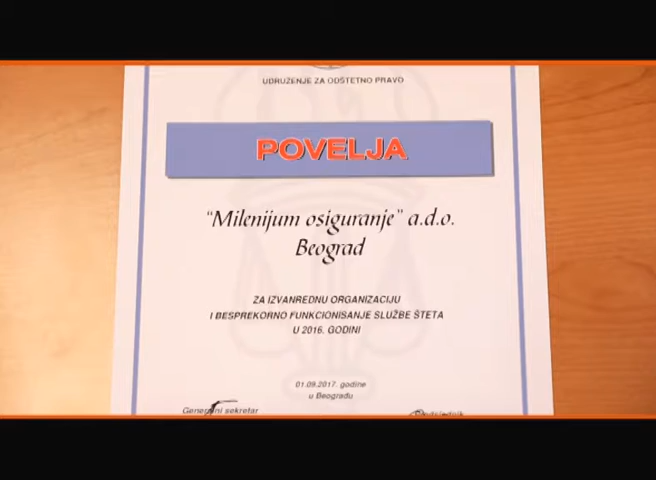 UDRUŽENJE ZA ODŠTETNO PRAVO
POVELJA
"Milenijum osiguranje" a.d.o.
Beograd
ZA IZVANREDNU ORGANIZACIJU
I BESPREKORNO FUNKCIONISANJE SLUŽBE ŠTETA
U 2016. GODINI
01.09.2017. godine
u Beogradu
Generalni sekretar